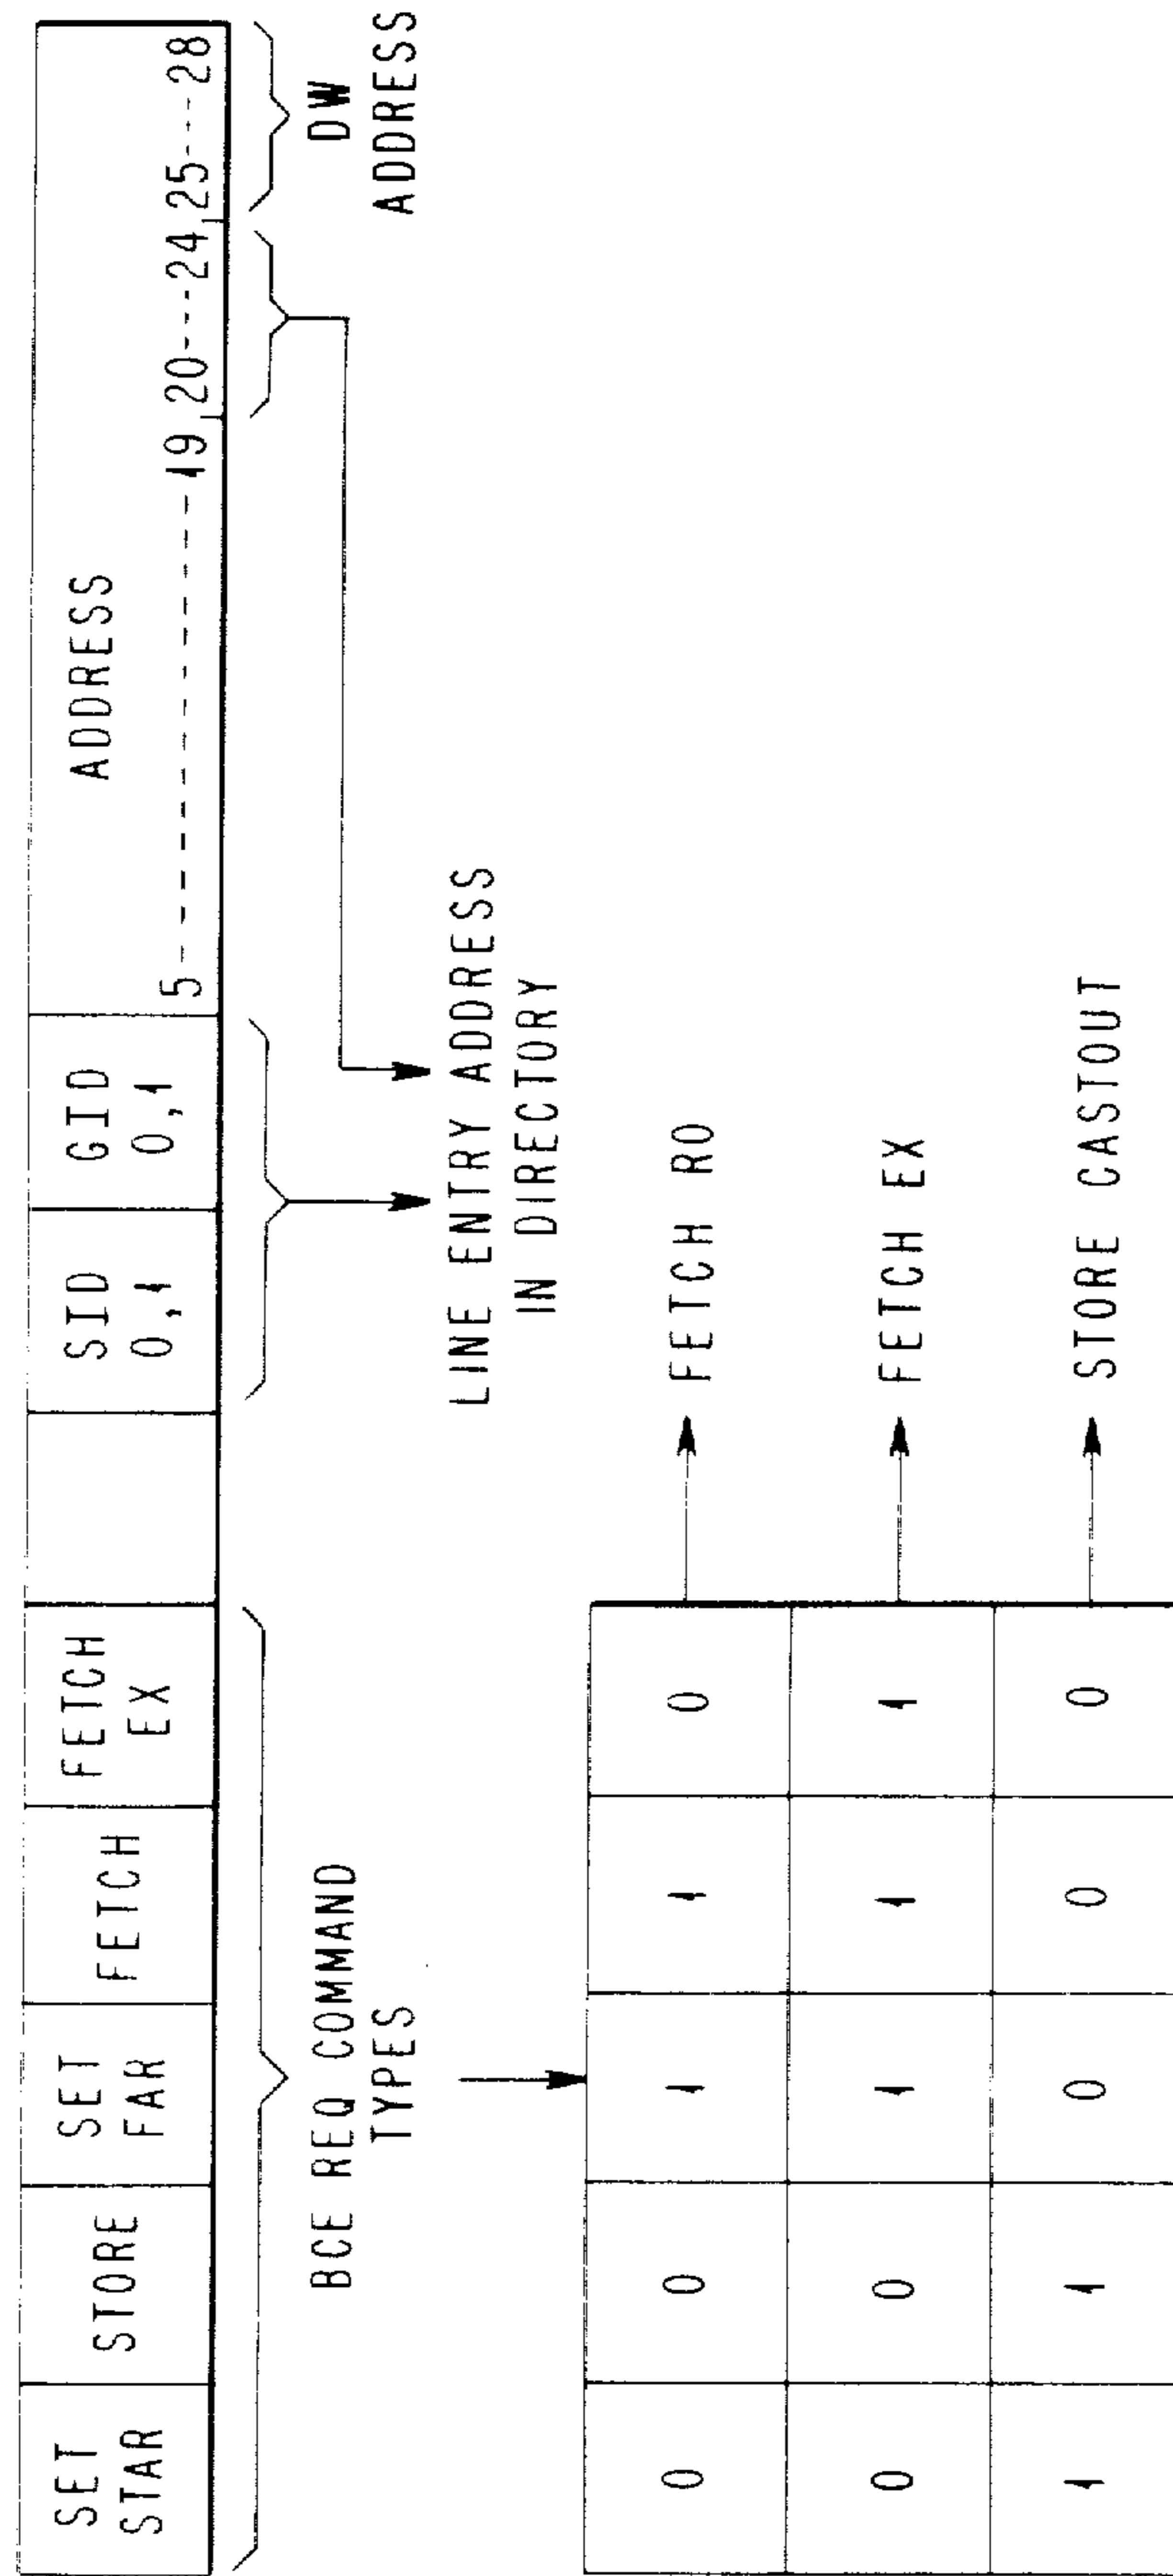 SET
STAR
STORE
SET
FAR
FETCH
FETCH
EX
SID
0,1
GID
0,1
ADDRESS
5---------19 20---24 25---28
BCE REQ COMMAND
TYPES
LINE ENTRY ADDRESS
IN DIRECTORY
DW
ADDRESS
0 0 1 1 0 FETCH RO
0 0 1 1 1 FETCH EX
1 1 0 0 0 STORE CASTOUT